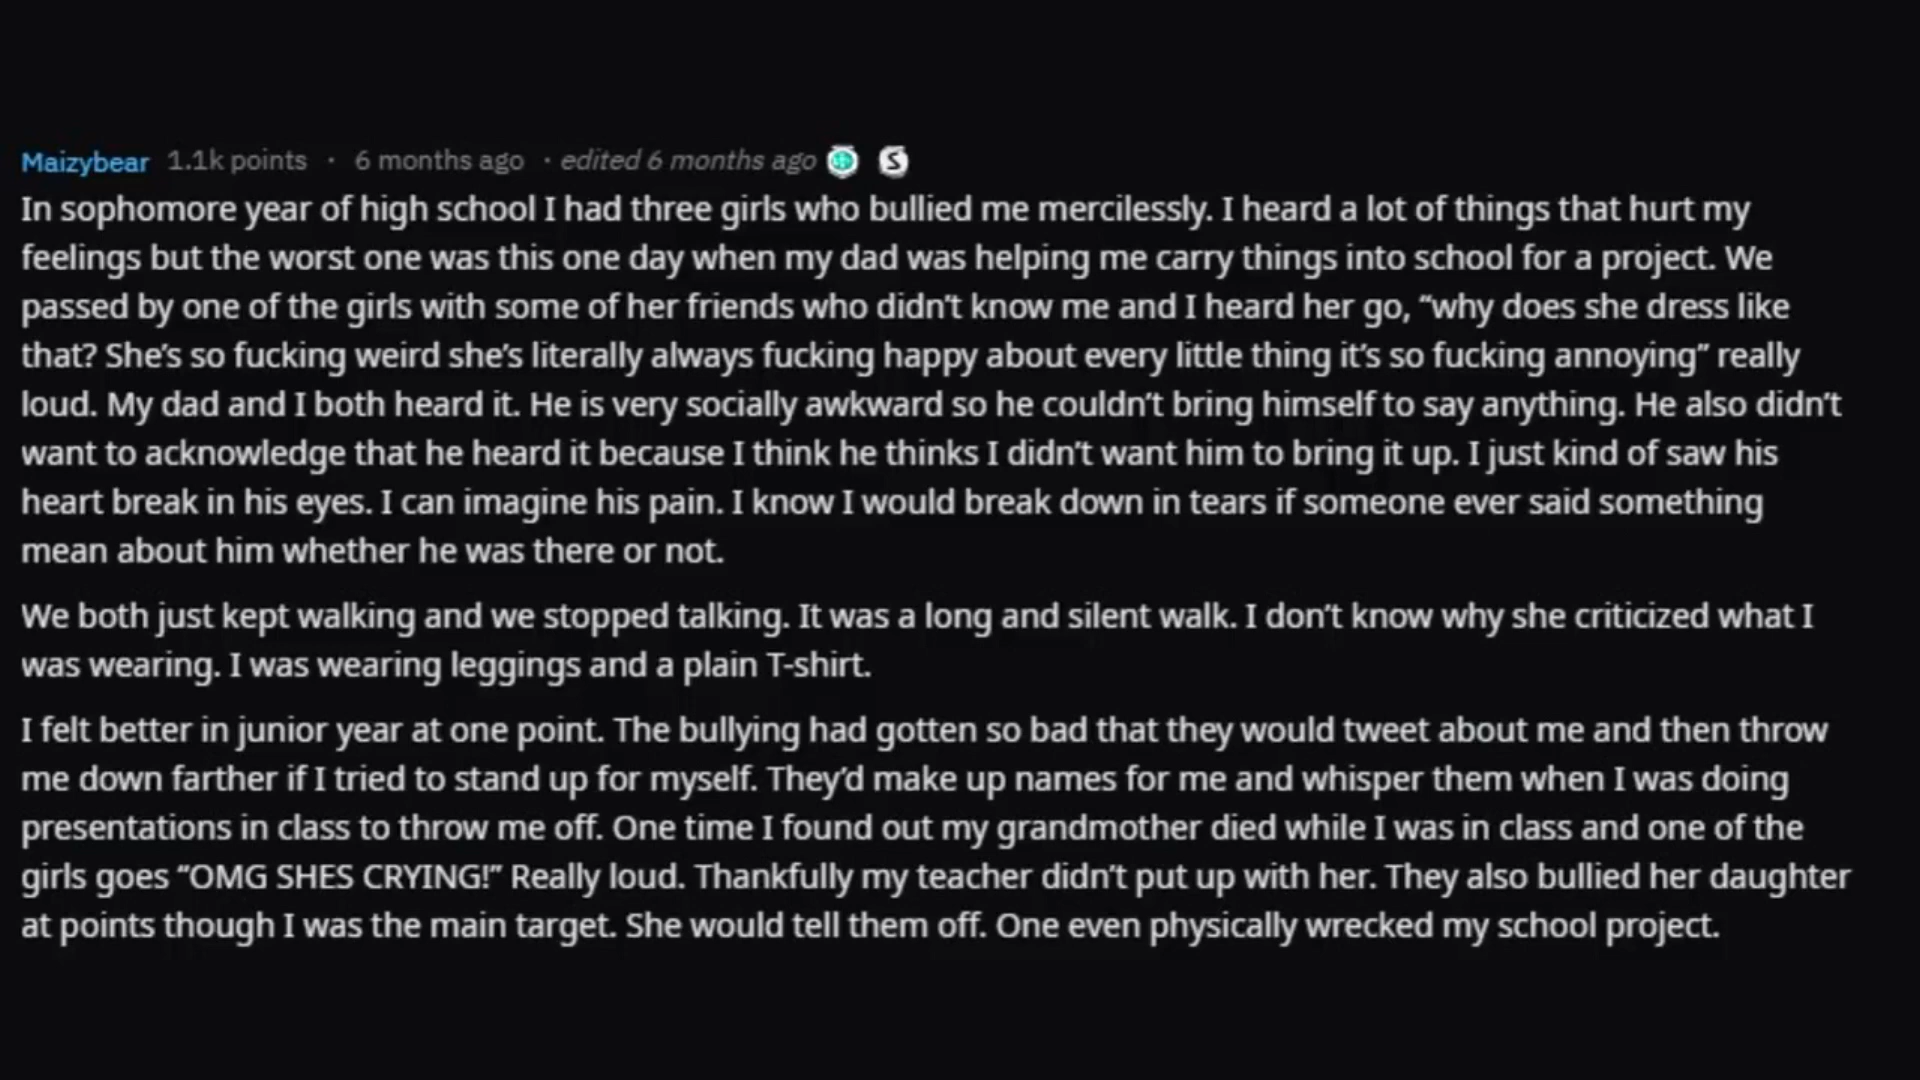 Maizybear 1.1k points · 6 months ago · edited 6 months ago S
In sophomore year of high school I had three girls who bullied me mercilessly. I heard a lot of things that hurt my
feelings but the worst one was this one day when my dad was helping me carry things into school for a project. We
passed by one of the girls with some of her friends who didn't know me and I heard her go, “why does she dress like
that? She's so fucking weird she's literally always fucking happy about every little thing it's so fucking annoying” really
loud. My dad and I both heard it. He is very socially awkward so he couldn't bring himself to say anything. He also didn't
want to acknowledge that he heard it because I think he thinks I didn't want him to bring it up. I just kind of saw his
heart break in his eyes. I can imagine his pain. I know I would break down in tears if someone ever said something
mean about him whether he was there or not.
We both just kept walking and we stopped talking. It was a long and silent walk. I don't know why she criticized what I
was wearing. I was wearing leggings and a plain T-shirt.
I felt better in junior year at one point. The bullying had gotten so bad that they would tweet about me and then throw
me down farther if I tried to stand up for myself. They'd make up names for me and whisper them when I was doing
presentations in class to throw me off. One time I found out my grandmother died while I was in class and one of the
girls goes “OMG SHES CRYING!” Really loud. Thankfully my teacher didn't put up with her. They also bullied her daughter
at points though I was the main target. She would tell them off. One even physically wrecked my school project.